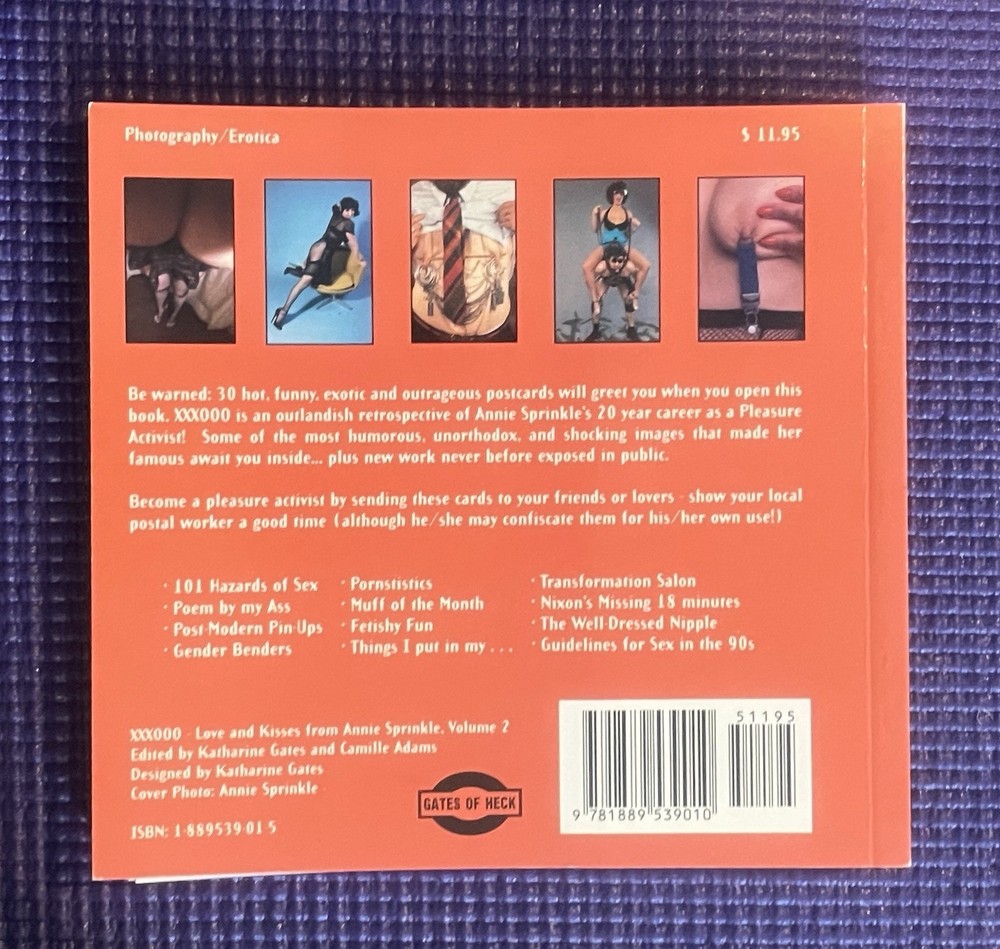 Photography/Erotica $ 11.95
Be warned: 30 hot, funny, exotic and outrageous postcards will greet you when you open this
book. XXXOOO is an outlandish retrospective of Annie Sprinkle's 20 year career as a Pleasure
Activist! Some of the most humorous, unorthodox, and shocking images that made her
famous await you inside... plus new work never before exposed in public.
Become a pleasure activist by sending these cards to your friends or lovers - show your local
postal worker a good time (although he/she may confiscate them for his/her own use!)
· 101 Hazards of Sex
· Poem by my Ass
· Post-Modern Pin-Ups
· Gender Benders
· Pornstistics
· Muff of the Month
· Fetishy Fun
· Things I put in my . . .
· Transformation Salon
· Nixon's Missing 18 minutes
· The Well-Dressed Nipple
· Guidelines for Sex in the 90s
XXXOOO - Love and Kisses from Annie Sprinkle, Volume 2
Edited by Katharine Gates and Camille Adams
Designed by Katharine Gates
Cover Photo: Annie Sprinkle
ISBN: 1-889539-01 5
GATES OF HECK
51195
9 781889 539010